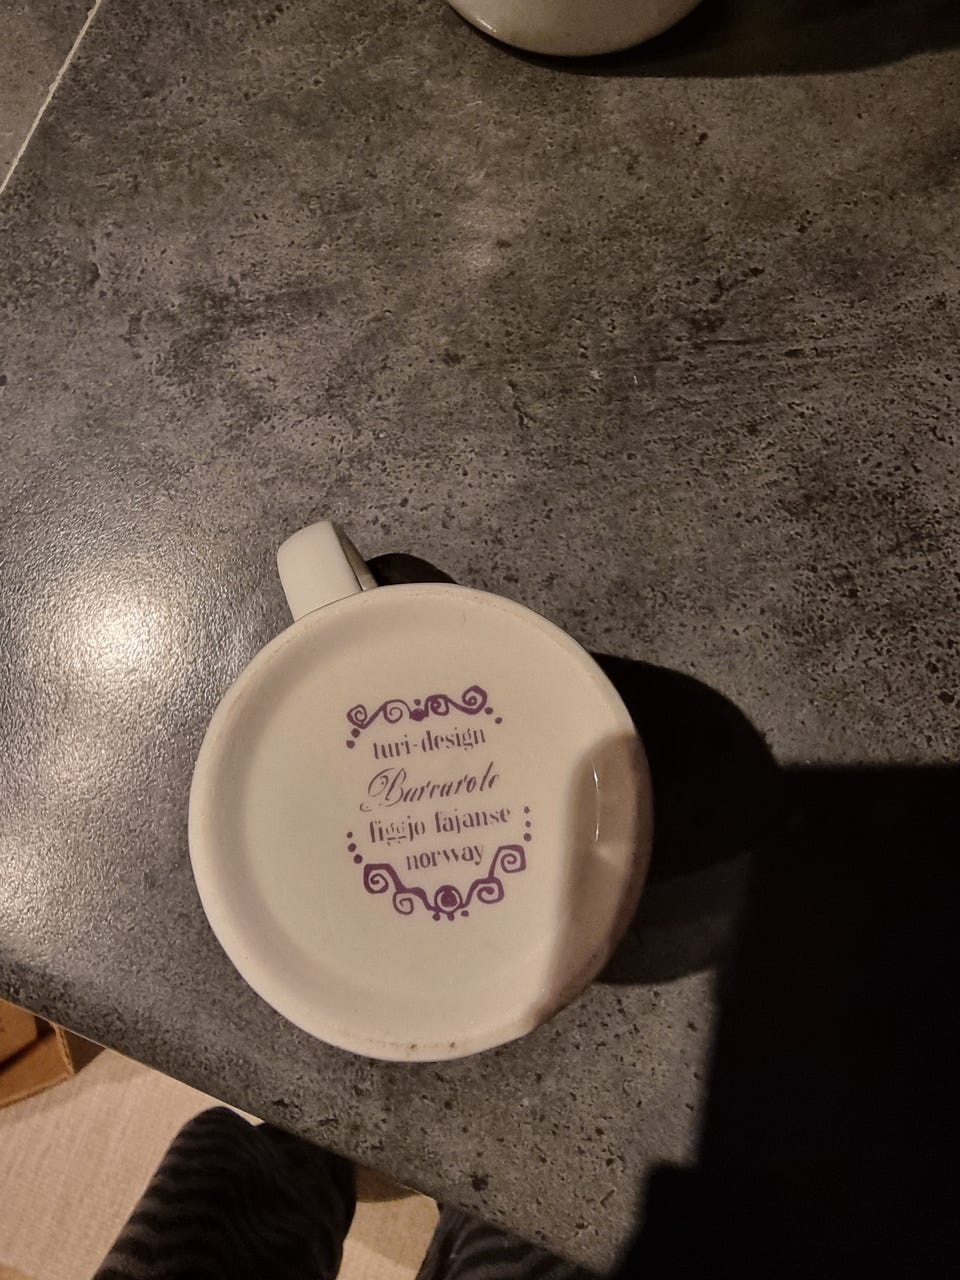 turi-design
Barcarole
figgjo fajanse
norway